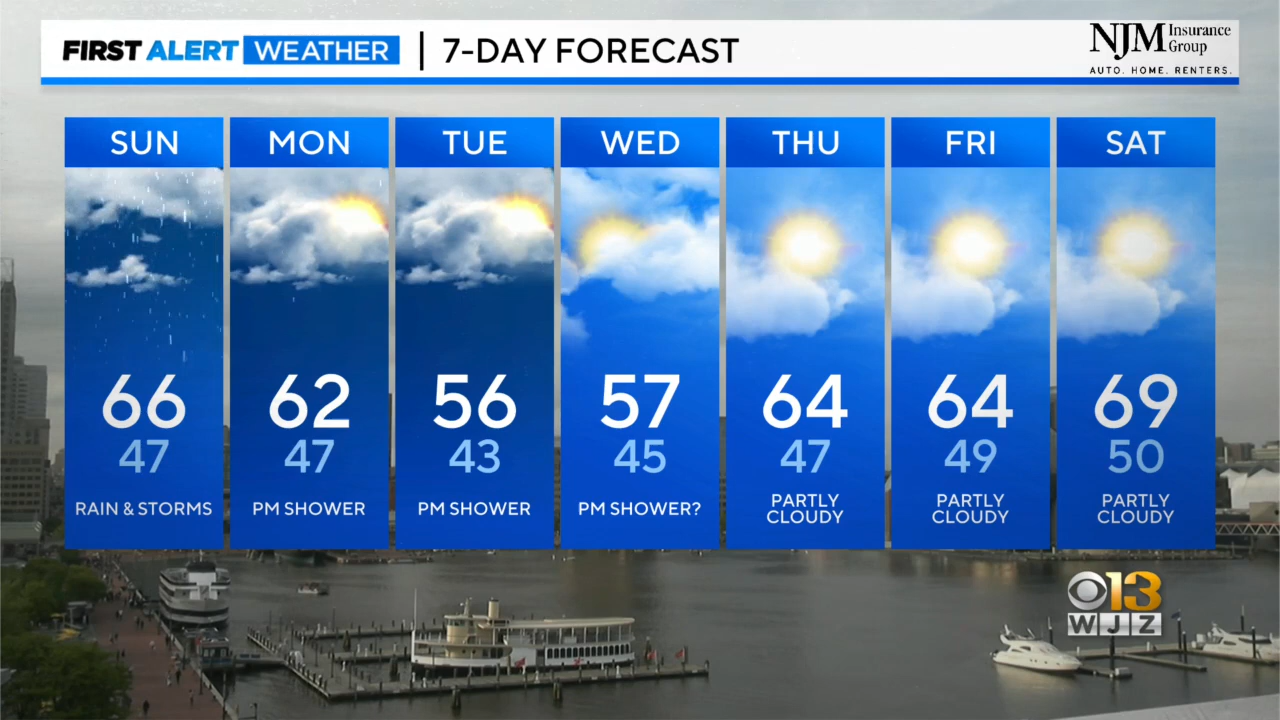 FIRST ALERT WEATHER | 7-DAY FORECAST
NJM Insurance Group
AUTO. HOME. RENTERS.
SUN MON TUE WED THU FRI SAT
66 62 56 57 64 64 69
47 47 43 45 47 49 50
RAIN & STORMS PM SHOWER PM SHOWER PM SHOWER? PARTLY CLOUDY PARTLY CLOUDY PARTLY CLOUDY
13
WJZ